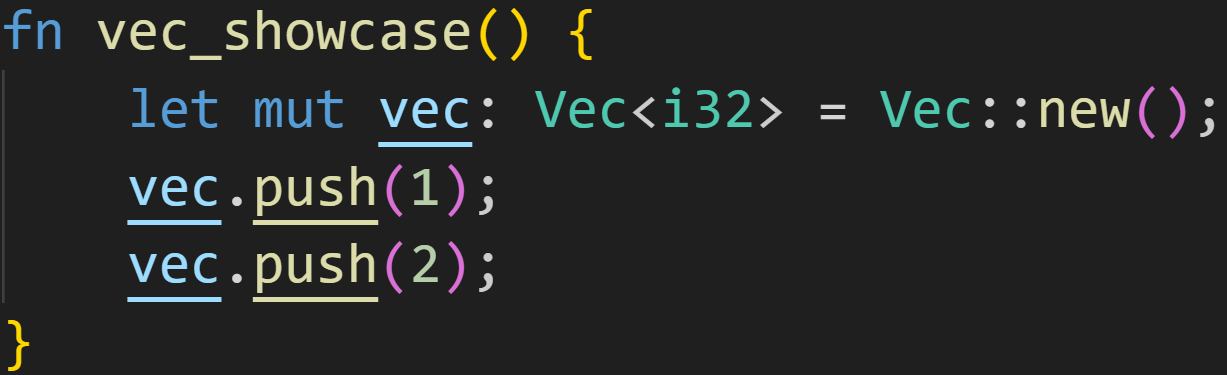 fn vec_showcase() {
    let mut vec: Vec<i32> = Vec::new();
    vec.push(1);
    vec.push(2);
}